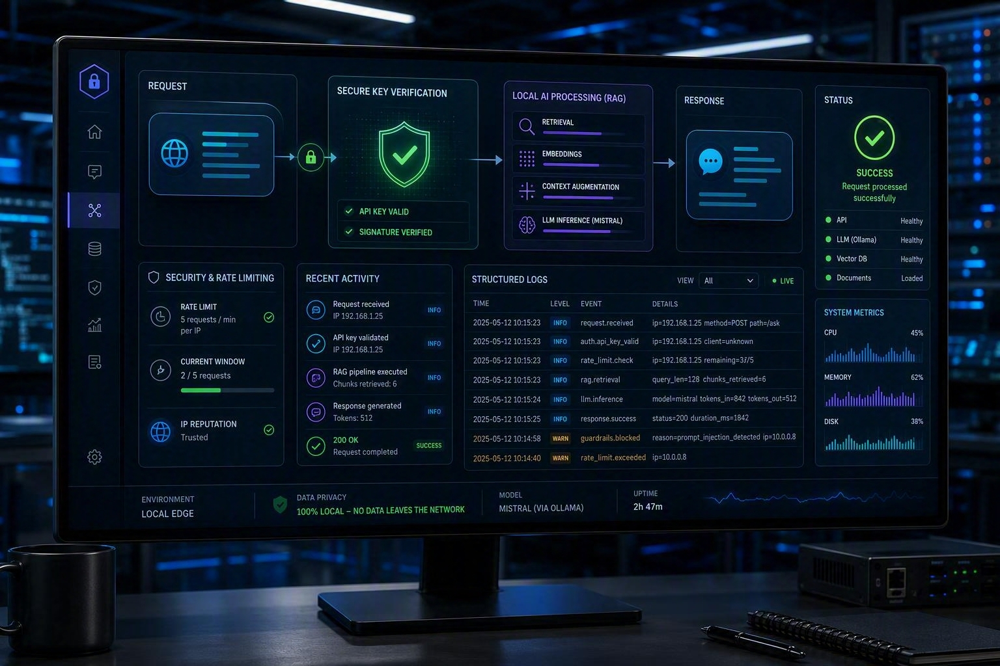 REQUEST
SECURE KEY VERIFICATION
API KEY VALID
SIGNATURE VERIFIED
LOCAL AI PROCESSING (RAG)
RETRIEVAL
EMBEDDINGS
CONTEXT AUGMENTATION
LLM INFERENCE (MISTRAL)
RESPONSE
STATUS
SUCCESS
Request processed
successfully
API Healthy
LLM (Ollama) Healthy
Vector DB Healthy
Documents Loaded
SECURITY & RATE LIMITING
RATE LIMIT
5 requests / min
per IP
CURRENT WINDOW
2 / 5 requests
IP REPUTATION
Trusted
RECENT ACTIVITY
Request received
IP 192.168.1.25 INFO
API key validated
IP 192.168.1.25 INFO
RAG pipeline executed
Chunks retrieved: 6 INFO
Response generated
Tokens: 512 INFO
200 OK
Request completed SUCCESS
STRUCTURED LOGS VIEW All LIVE
TIME LEVEL EVENT DETAILS
2025-05-12 10:15:23 INFO request.received ip=192.168.1.25 method=POST path=/ask
2025-05-12 10:15:23 INFO auth.api_key_valid ip=192.168.1.25 client=unknown
2025-05-12 10:15:23 INFO rate_limit.check ip=192.168.1.25
2025-05-12 10:15:23 INFO rag.retrieval query_len=128 chunks_retrieved=6
2025-05-12 10:15:24 INFO llm.inference model=mistral tokens_in=842 tokens_out=512
2025-05-12 10:15:25 INFO response.success status=200 duration_ms=1842
2025-05-12 10:14:58 WARN guardrails.blocked reason=prompt_injection_detected ip=10.0.0.8
2025-05-12 10:14:40 WARN rate_limit.exceeded ip=10.0.0.8
SYSTEM METRICS
CPU 45%
MEMORY 62%
DISK 38%
ENVIRONMENT
LOCAL EDGE
DATA PRIVACY
100% LOCAL – NO DATA LEAVES THE NETWORK
MODEL
MISTRAL (VIA OLLAMA)
UPTIME
2h 47m